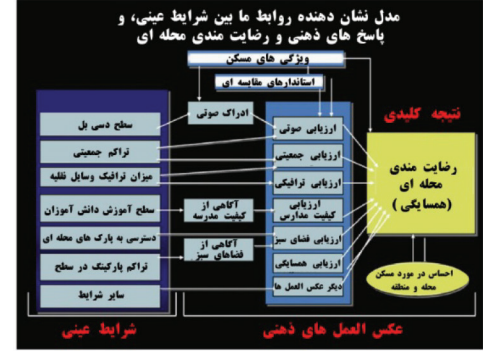 مدل نشان دهنده روابط ما بین شرایط عینی، و
پاسخ های ذهنی و رضایت مندی محله ای
ویژگی های مسکن
استاندارهای مقایسه ای
نتیجه کلیدی
سطح دسی بل
ادراک صوتی
ارزیابی صوتی
تراکم جمعیتی
ارزیابی جمعیتی
میزان ترافیک وسایل نقلیه
ارزیابی ترافیکی
رضایت مندی
محله ای
(همسایگی)
سطح آموزش دانش آموزان
آگاهی از
کیفیت مدرسه
ارزیابی
کیفیت مدارس
دسترسی به پارک های محله ای
آگاهی از
فضاهای سبز
ارزیابی فضای سبز
تراکم پارکینگ در سطح
ارزیابی همسایگی
سایر شرایط
دیگر عکس العمل ها
احساس در مورد مسکن
محله و منطقه
شرایط عینی
عکس العمل های ذهنی